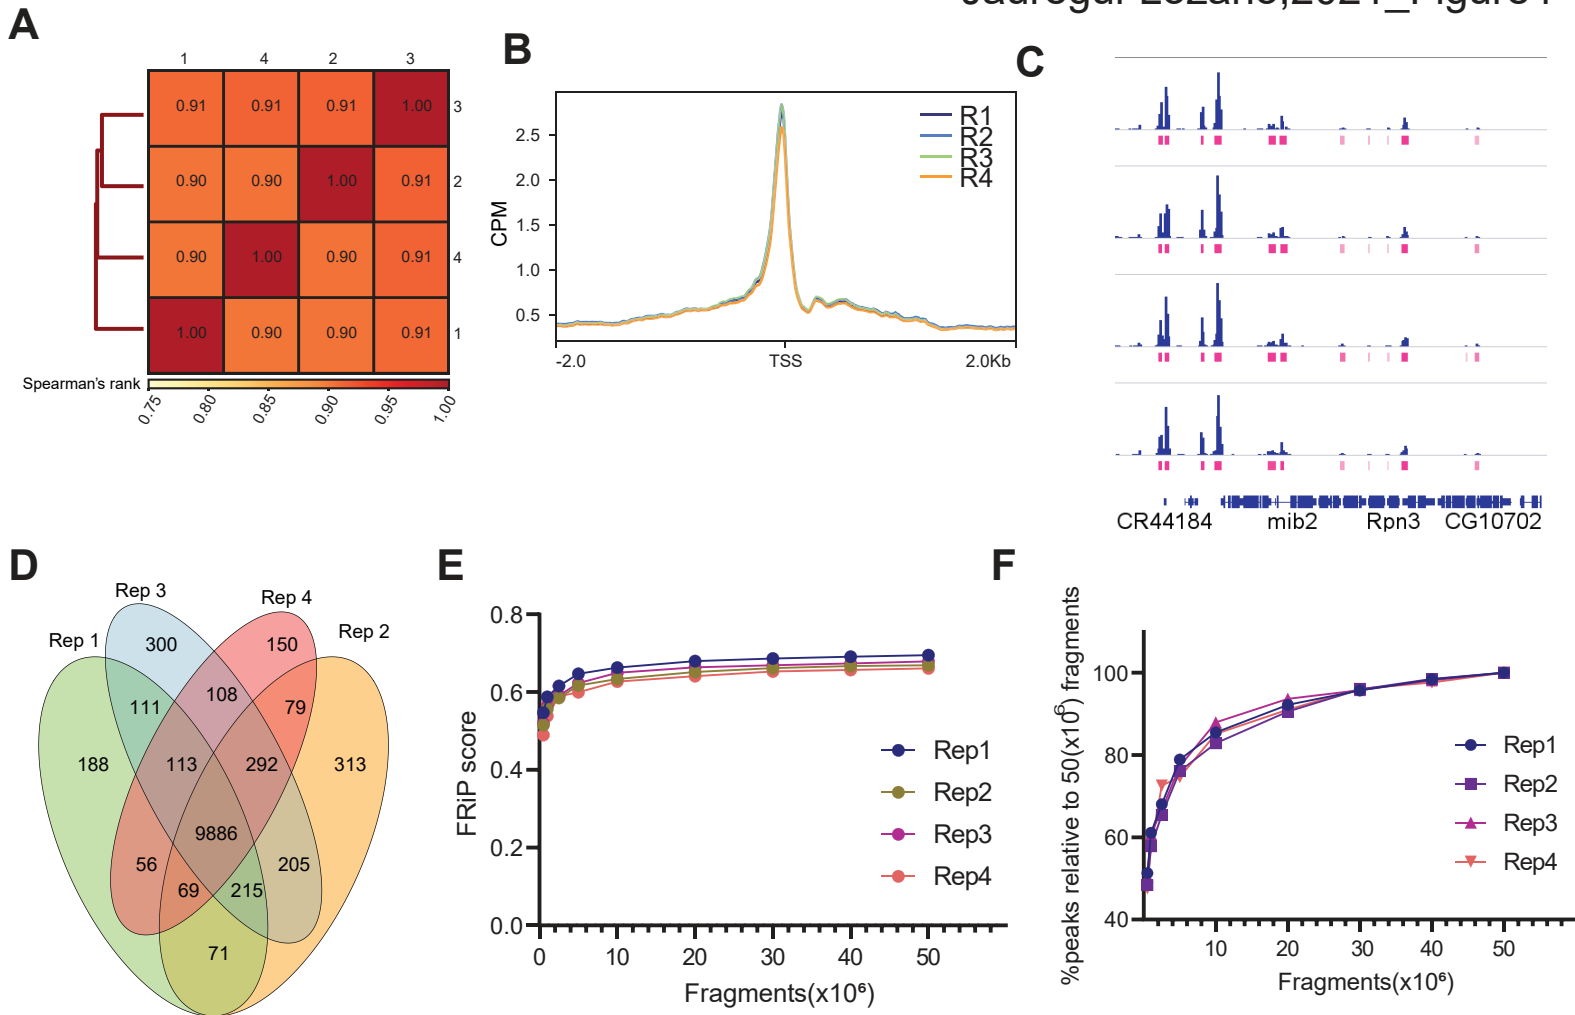 A
1 4 2 3
0.91 0.91 0.91 1.00 3
0.90 0.90 1.00 0.91 2
0.90 1.00 0.90 0.91 4
1.00 0.90 0.90 0.91 1
Spearman's rank
0.75 0.80 0.85 0.90 0.95 1.00
B
CPM
2.5
2.0
1.5
1.0
0.5
-2.0 TSS 2.0Kb
R1
R2
R3
R4
C
CR44184 mib2 Rpn3 CG10702
D
Rep 3
Rep 4
Rep 1
Rep 2
300 150
111 108 79
188 113 292 313
9886
56 205
69 215
71
E
FRiP score
0.8
0.6
0.4
0.2
0.0
0 10 20 30 40 50
Fragments(x10⁶)
Rep1
Rep2
Rep3
Rep4
F
%peaks relative to 50(x10⁶) fragments
100
80
60
40
10 20 30 40 50
Fragments(x10⁶)
Rep1
Rep2
Rep3
Rep4